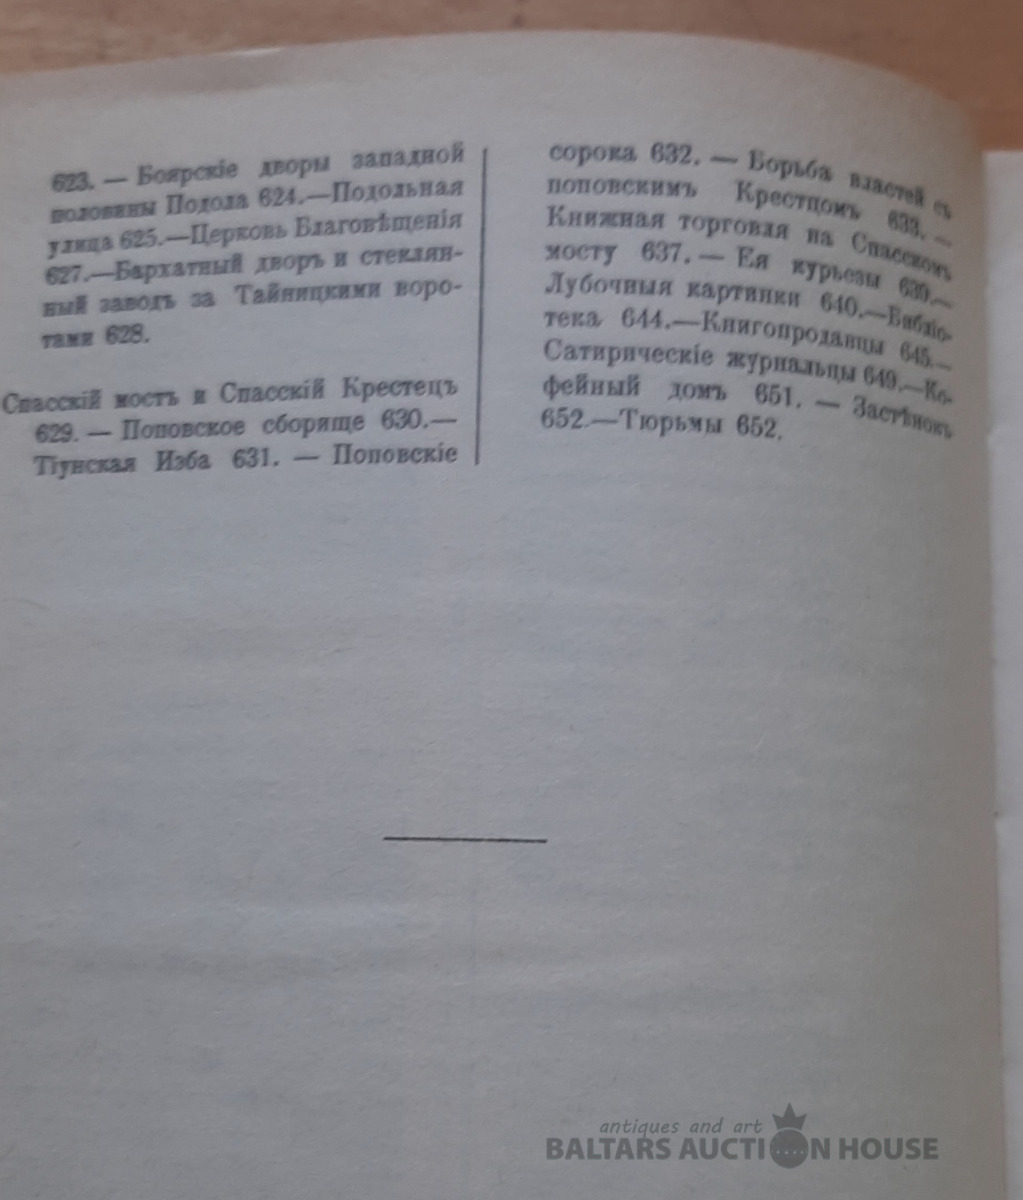 623. — Боярскіе дворы западной
половины Подола 624.—Подольная
улица 625.—Церковь Благовѣщенія
627.—Бархатный дворъ и стеклян-
ный заводъ за Тайницкими воро-
тами 628.
Спасскій мостъ и Спасскій Крестецъ
629. — Поповское сборище 630.—
Тіунская Изба 631. — Поповскіе
сорока 632. — Борьба властей съ
поповскимъ Крестцомъ 633. —
Книжная торговля на Спасскомъ
мосту 637. — Ея курьезы 639.—
Лубочныя картинки 640.—Библіо-
тека 644.—Книгопродавцы 645.—
Сатирическіе журнальцы 649.—Ко-
фейный домъ 651. — Застѣнокъ
652.—Тюрьмы 652.
antiques and art
BALTARS AUCTION HOUSE